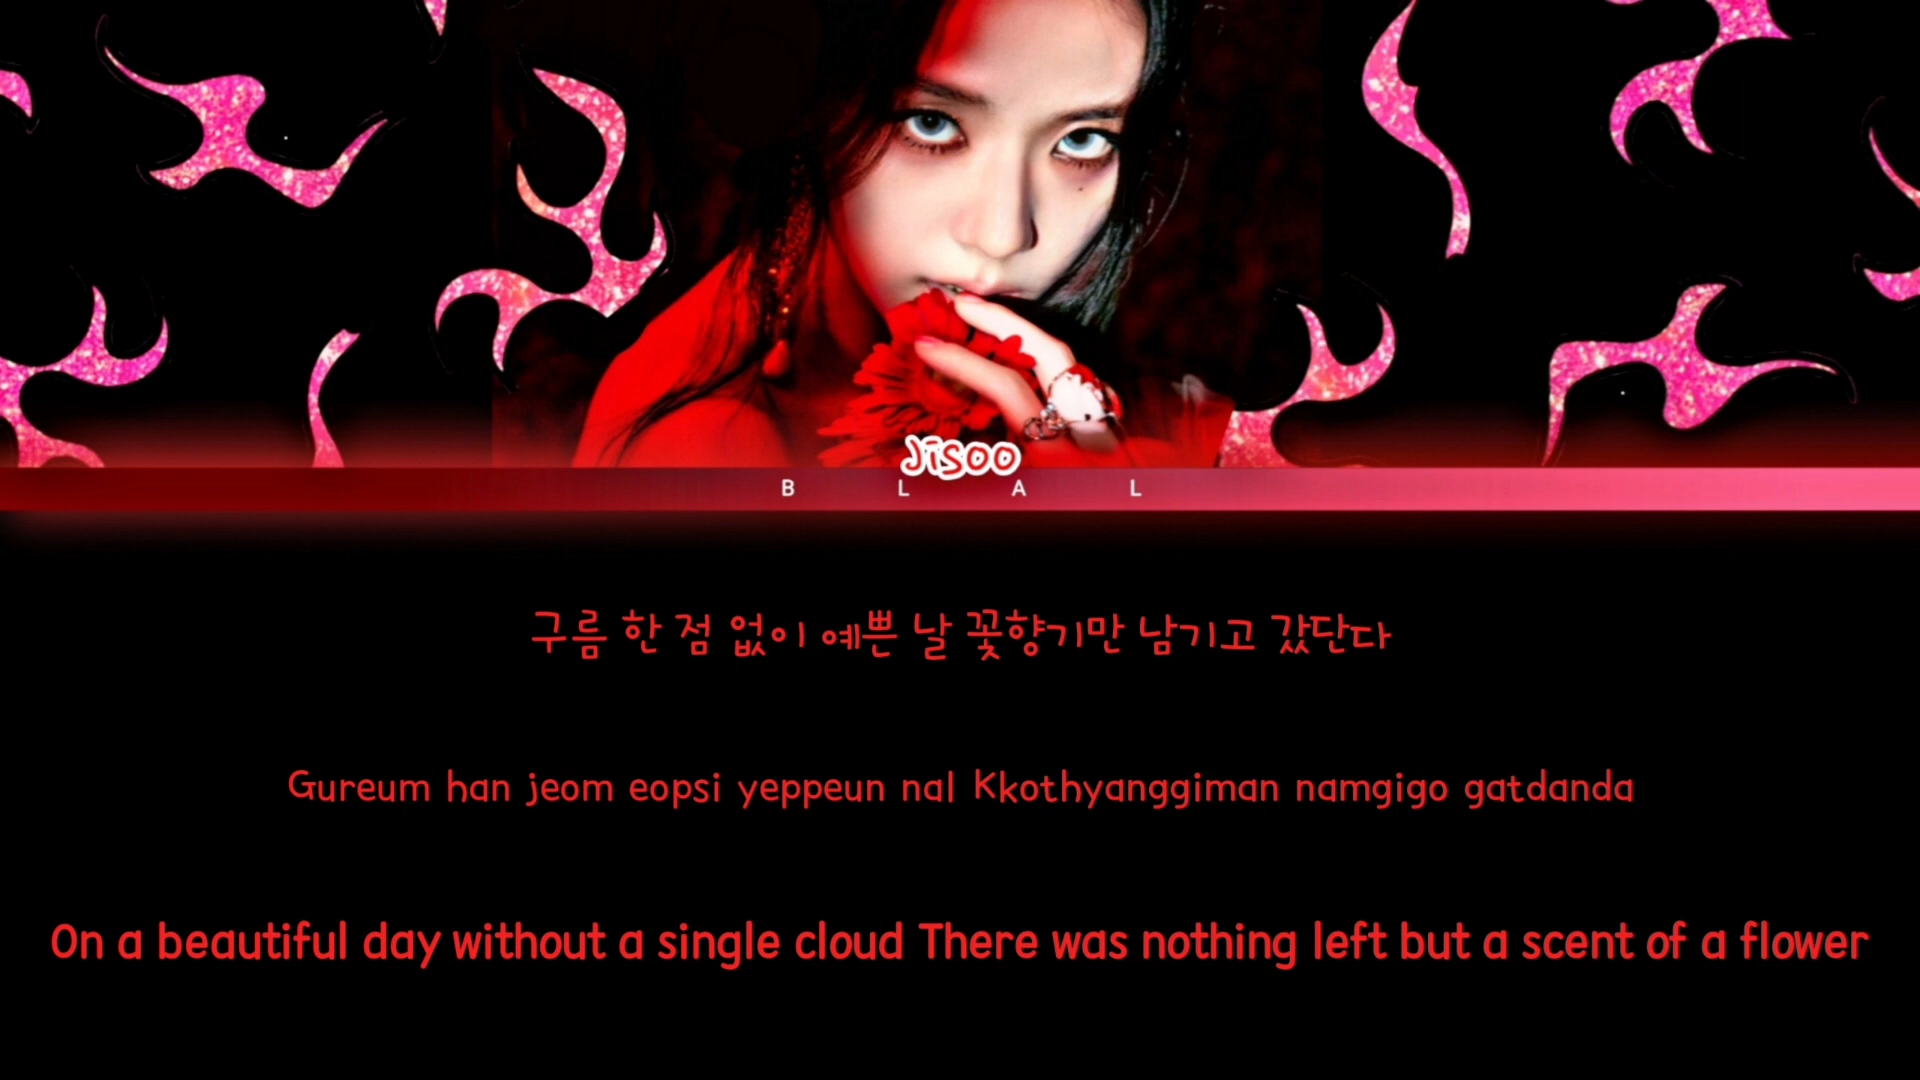 Jisoo
B L A L
구름 한 점 없이 예쁜 날 꽃향기만 남기고 갔단다
Gureum han jeom eopsi yeppeun nal Kkothyanggiman namgigo gatdanda
On a beautiful day without a single cloud There was nothing left but a scent of a flower